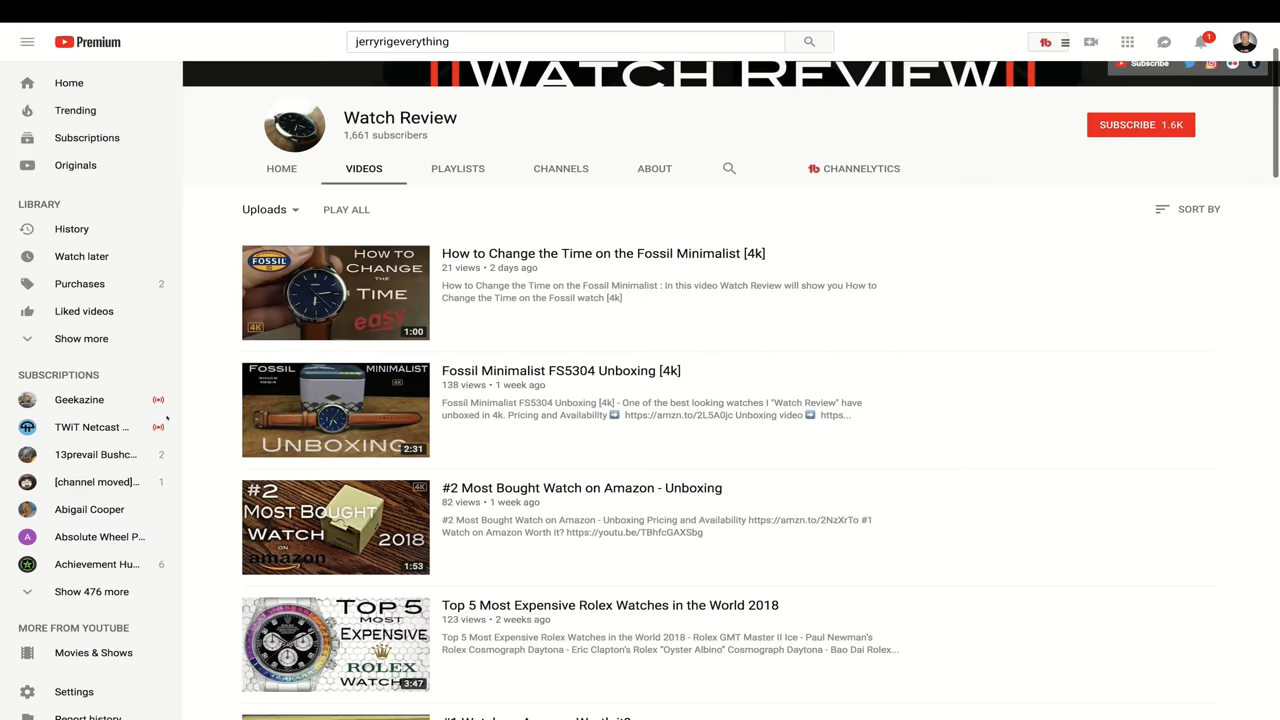 Premium
jerryrigeverything
1
WATCH REVIEW
Subscribe
Home
Trending
Subscriptions
Originals
LIBRARY
History
Watch later
Purchases 2
Liked videos
Show more
SUBSCRIPTIONS
Geekazine
TWiT Netcast ...
13prevail Bushc... 2
[channel moved]... 1
Abigail Cooper
A Absolute Wheel P...
Achievement Hu... 6
Show 476 more
MORE FROM YOUTUBE
Movies & Shows
Settings
Report history
Watch Review
1,661 subscribers
SUBSCRIBE 1.6K
HOME VIDEOS PLAYLISTS CHANNELS ABOUT CHANNELYTICS
Uploads PLAY ALL SORT BY
FOSSIL
HOW TO
CHANGE
THE
TIME
easy
4K
1:00
How to Change the Time on the Fossil Minimalist [4k]
21 views • 2 days ago
How to Change the Time on the Fossil Minimalist : In this video Watch Review will show you How to
Change the Time on the Fossil watch [4k]
FOSSIL MINIMALIST
4K
UNBOXING
2:31
Fossil Minimalist FS5304 Unboxing [4k]
138 views • 1 week ago
Fossil Minimalist FS5304 Unboxing [4k] - One of the best looking watches I "Watch Review" have
unboxed in 4k. Pricing and Availability ➡ https://amzn.to/2L5A0jc Unboxing video ➡ https...
#2
MOST BOUGHT
WATCH
ON
amazon
2018
4K
1:53
#2 Most Bought Watch on Amazon - Unboxing
82 views • 1 week ago
#2 Most Bought Watch on Amazon - Unboxing Pricing and Availability https://amzn.to/2NzXrTo #1
Watch on Amazon Worth it? https://youtu.be/TBhfcGAXSbg
TOP 5
MOST
EXPENSIVE
ROLEX
WATCH
3:47
Top 5 Most Expensive Rolex Watches in the World 2018
123 views • 2 weeks ago
Top 5 Most Expensive Rolex Watches in the World 2018 - Rolex GMT Master II Ice - Paul Newman's
Rolex Cosmograph Daytona - Eric Clapton's Rolex "Oyster Albino" Cosmograph Daytona - Bao Dai Rolex...
#1 Watch on Amazon Worth it?